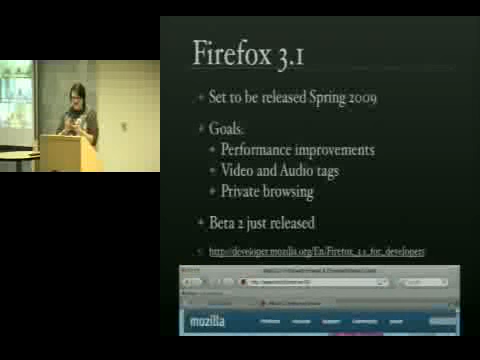 Firefox 3.1
Set to be released Spring 2009
Goals:
Performance improvements
Video and Audio tags
Private browsing
Beta 2 just released
http://developer.mozilla.org/En/Firefox_3.1_for_developers
mozilla